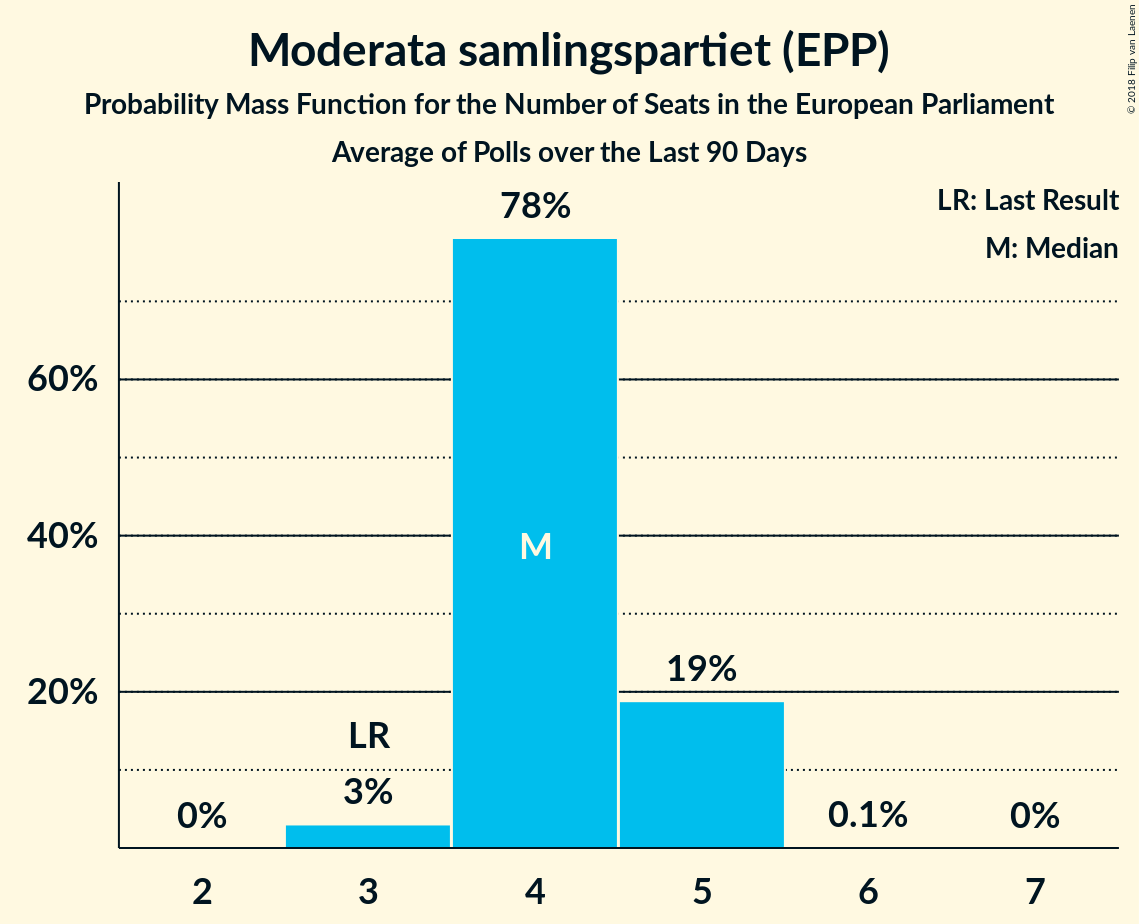 Moderata samlingspartiet (EPP)
Probability Mass Function for the Number of Seats in the European Parliament
Average of Polls over the Last 90 Days
© 2018 Filip van Laenen
LR: Last Result
M: Median
78%
60%
40%
M
19%
20%
LR
3%
0%
0.1%
0%
2 3 4 5 6 7